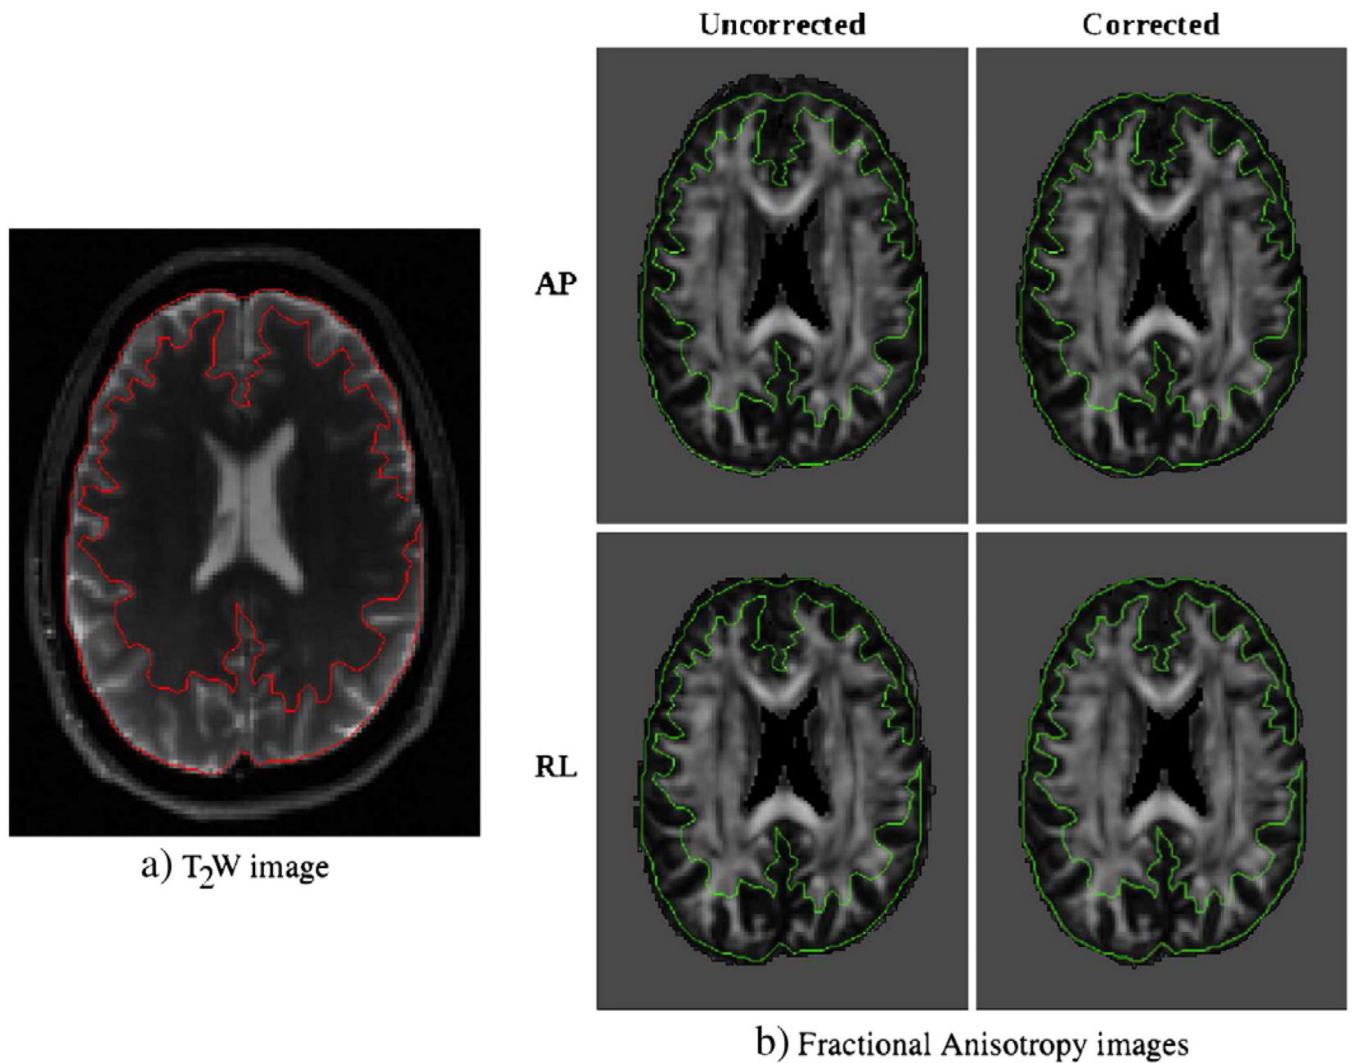 Uncorrected
Corrected
AP
RL
a) T₂W image
b) Fractional Anisotropy images